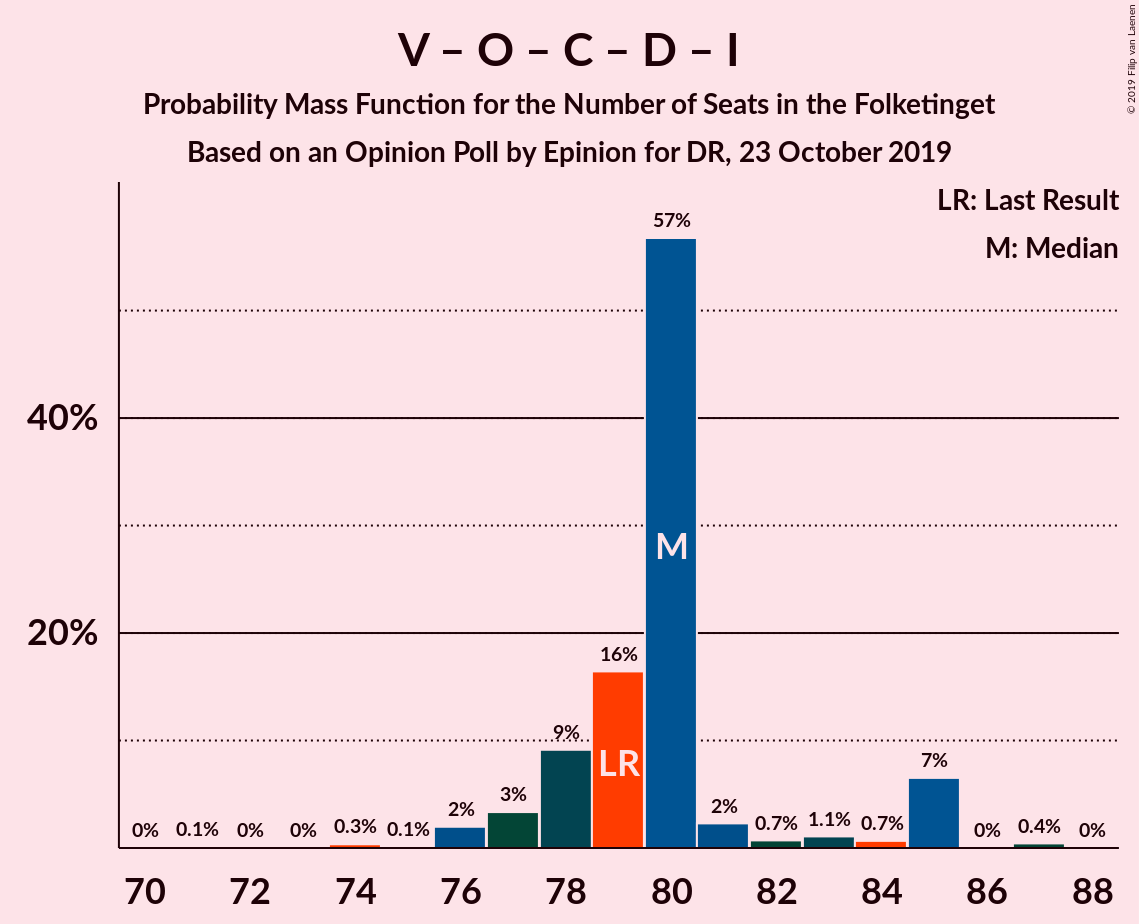 V – O – C – D – I
Probability Mass Function for the Number of Seats in the Folketinget
Based on an Opinion Poll by Epinion for DR, 23 October 2019
© 2019 Filip van Laenen
LR: Last Result
M: Median
57%
40%
M
20%
16%
9%
LR
7%
3%
2%
2%
0%
0.1%
0%
0%
0.3%
0.1%
0.7%
1.1%
0.7%
0%
0.4%
0%
70 72 74 76 78 80 82 84 86 88